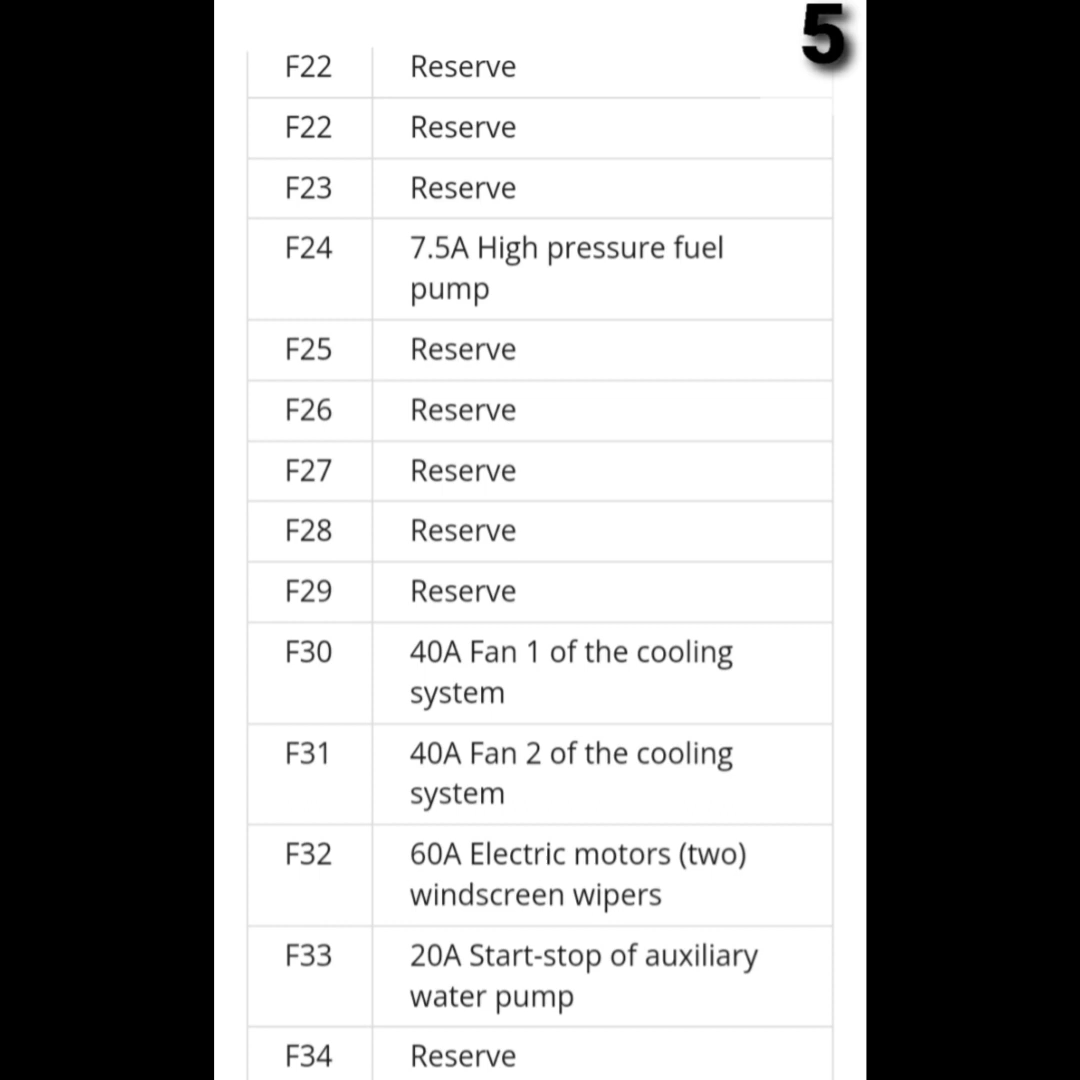 5
F22 Reserve
F22 Reserve
F23 Reserve
F24 7.5A High pressure fuel
pump
F25 Reserve
F26 Reserve
F27 Reserve
F28 Reserve
F29 Reserve
F30 40A Fan 1 of the cooling
system
F31 40A Fan 2 of the cooling
system
F32 60A Electric motors (two)
windscreen wipers
F33 20A Start-stop of auxiliary
water pump
F34 Reserve